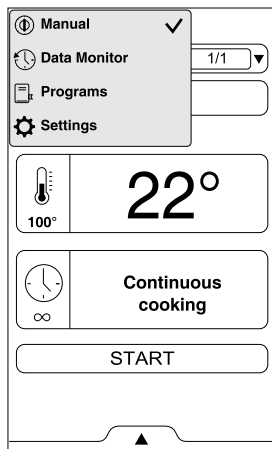 Manual
Data Monitor
1/1
Programs
Settings
100°
22°
∞
Continuous
cooking
START